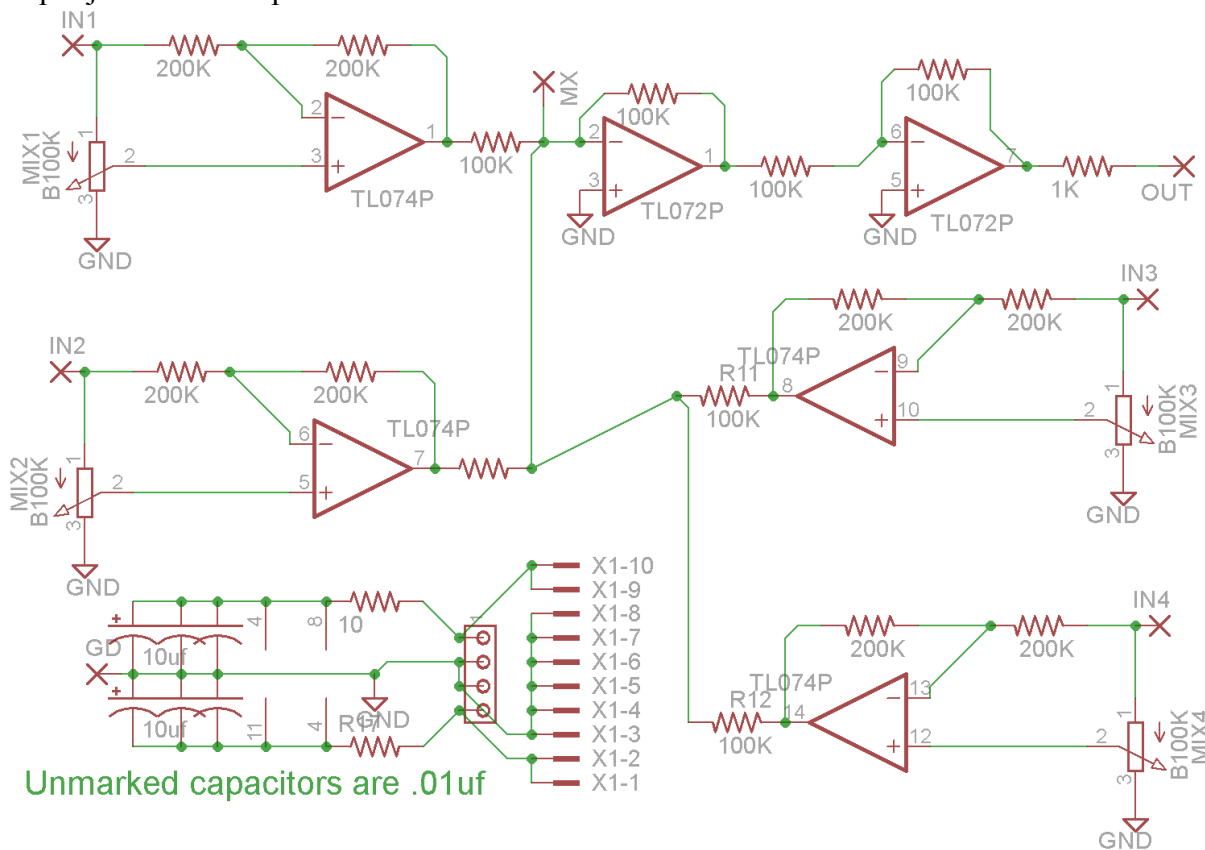 IN1
200K
200K
2
1
3
MIX1
B100K
1
2
3
GND
TL074P
100K
MX
100K
2
1
3
GND
TL072P
100K
100K
6
7
5
GND
TL072P
1K
OUT
IN2
200K
200K
6
7
5
MIX2
B100K
1
2
3
GND
TL074P
IN3
200K
200K
TL074P
R11
100K
8
9
10
1
2
3
B100K
MIX3
GND
IN4
200K
200K
TL074P
R12
100K
14
13
12
1
2
3
B100K
MIX4
GND
GD
+
10uf
+
10uf
4
8
11
4
10
R17
GND
1
X1-10
X1-9
X1-8
X1-7
X1-6
X1-5
X1-4
X1-3
X1-2
X1-1
Unmarked capacitors are .01uf